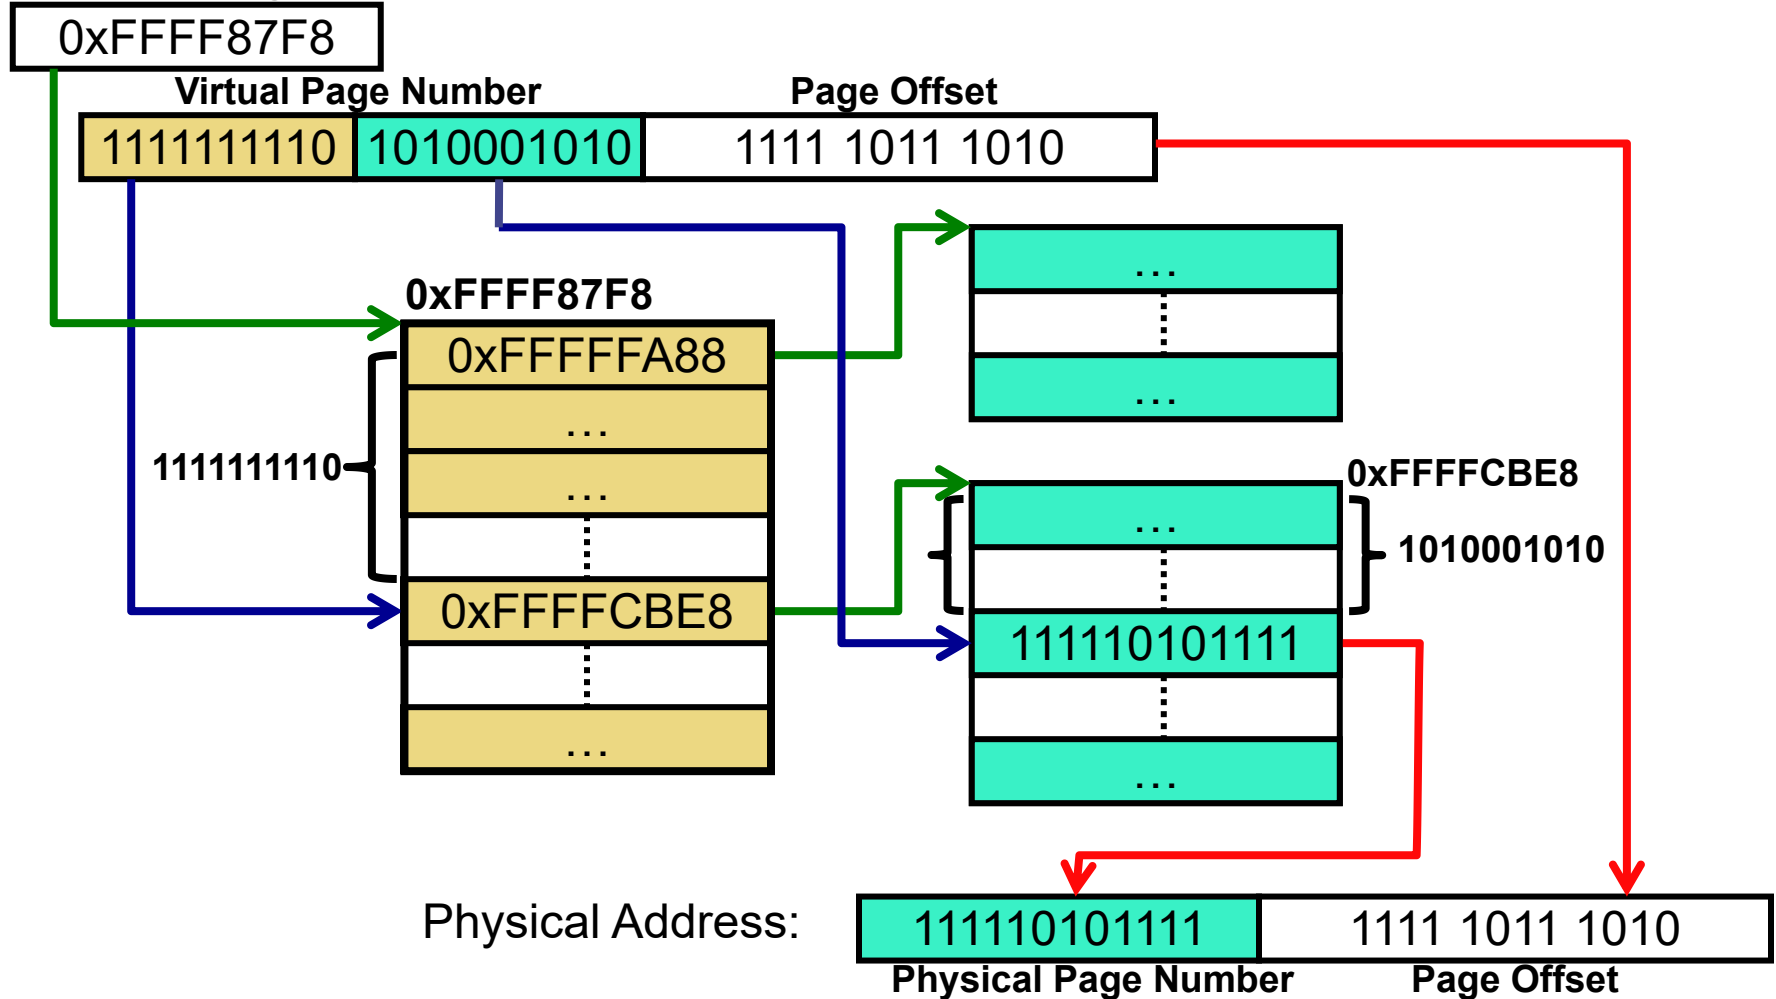 0xFFFF87F8
Virtual Page Number
Page Offset
1111111110
1010001010
1111 1011 1010
0xFFFF87F8
0xFFFFFA88
...
...
0xFFFFCBE8
...
1111111110
...
...
0xFFFFCBE8
...
1010001010
111110101111
...
Physical Address:
111110101111
1111 1011 1010
Physical Page Number
Page Offset